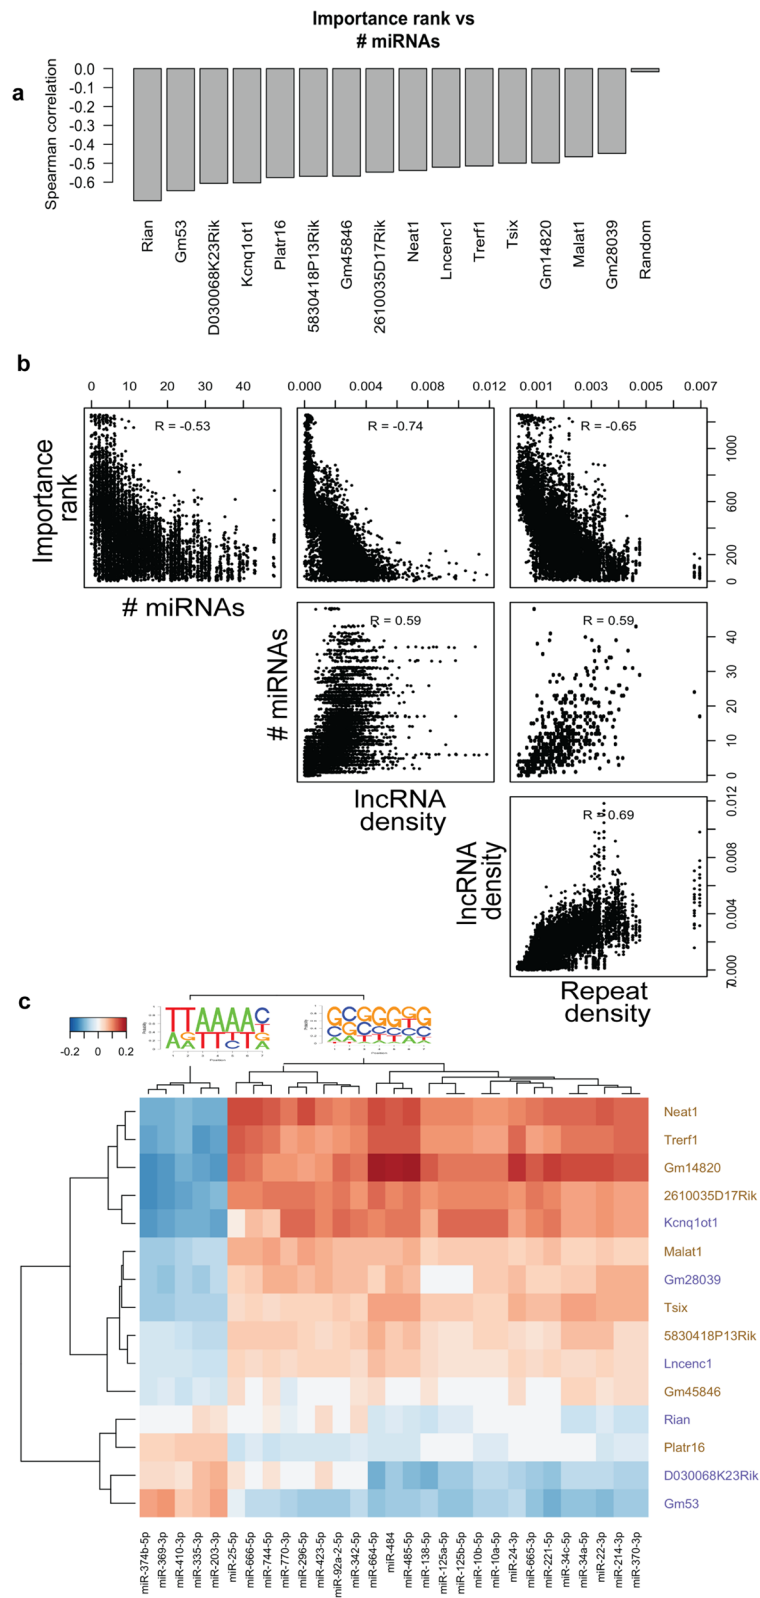 Importance rank vs
# miRNAs
a
Spearman correlation
0.0
-0.1
-0.2
-0.3
-0.4
-0.5
-0.6
Rian
Gm53
D030068K23Rik
Kcnq1ot1
Platr16
5830418P13Rik
Gm45846
2610035D17Rik
Neat1
Lncenc1
Trerf1
Tsix
Gm14820
Malat1
Gm28039
Random
b
0 10 20 30 40
0.000 0.004 0.008 0.012
0.001 0.003 0.005 0.007
R = -0.53
R = -0.74
R = -0.65
Importance
rank
0 200 600 1000
# miRNAs
R = 0.59
R = 0.59
# miRNAs
0 10 20 30 40
lncRNA
density
R = 0.69
lncRNA
density
0.000 0.004 0.008 0.012
Repeat
density
c
-0.2 0 0.2
TTAAAAC
GCGGGTG
Neat1
Trerf1
Gm14820
2610035D17Rik
Kcnq1ot1
Malat1
Gm28039
Tsix
5830418P13Rik
Lncenc1
Gm45846
Rian
Platr16
D030068K23Rik
Gm53
miR-374b-5p
miR-369-3p
miR-410-3p
miR-335-3p
miR-203-3p
miR-25-5p
miR-666-5p
miR-744-5p
miR-770-3p
miR-296-5p
miR-423-5p
miR-92a-2-5p
miR-342-5p
miR-664-5p
miR-484
miR-485-5p
miR-138-5p
miR-125a-5p
miR-125b-5p
miR-10b-5p
miR-10a-5p
miR-24-3p
miR-665-3p
miR-221-5p
miR-34c-5p
miR-34a-5p
miR-22-3p
miR-214-3p
miR-370-3p